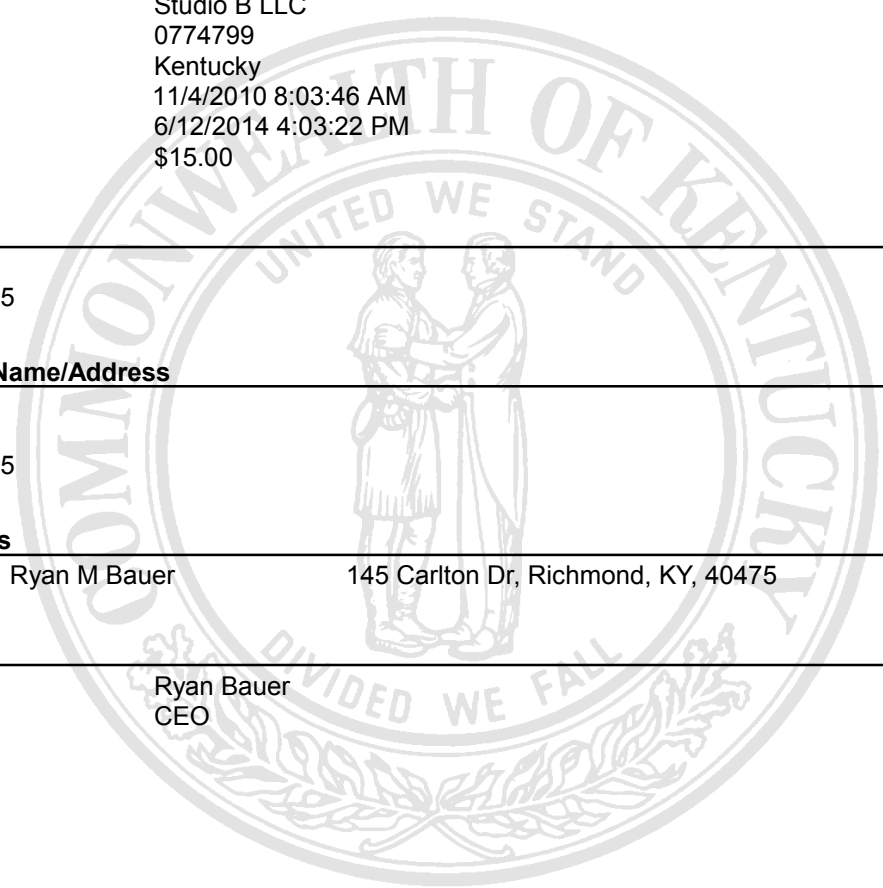 Studio B LLC
0774799
Kentucky
11/4/2010 8:03:46 AM
6/12/2014 4:03:22 PM
$15.00
COMMONWEALTH OF KENTUCKY
UNITED WE STAND
5
Name/Address
5
s
Ryan M Bauer 145 Carlton Dr, Richmond, KY, 40475
DIVIDED WE FALL
Ryan Bauer
CEO